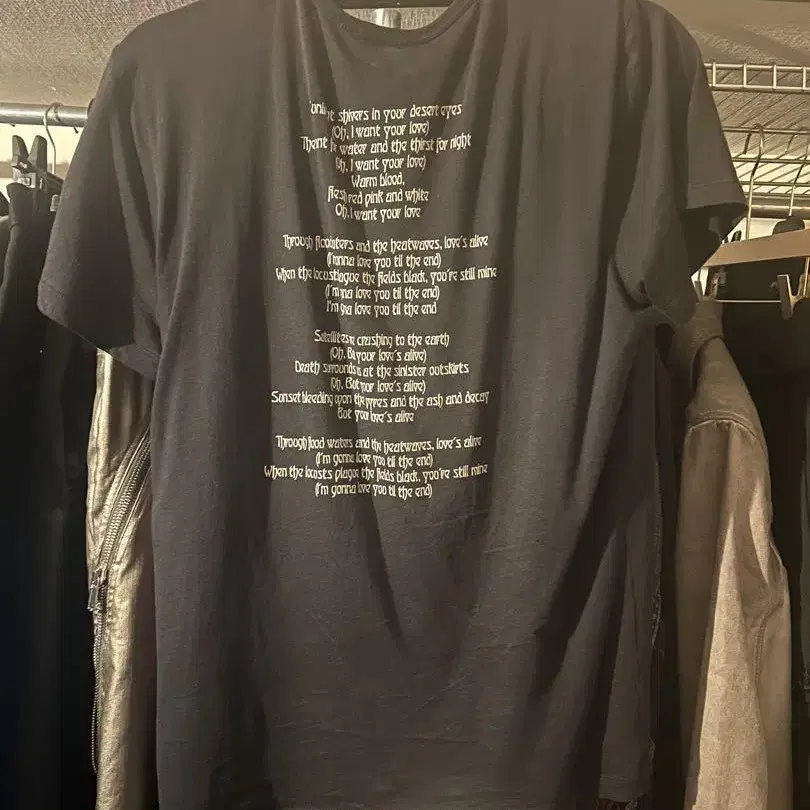 shivers in your desert eyes
(Oh, I want your love)
water and the thirst for night
I want your love)
Warm blood,
red pink and white
Oh, I want your love
Through and the heatwaves, love's alive
love you til the end)
When the the fields black, you're still mine
(I'm love you til the end)
I'm love you til the end
crashing to the earth
(Oh, your love's alive)
Death at the sinister outskirts
(Oh, But your love's alive)
Sunset bleeding upon the pyres and the ash and decay
But your love's alive
Through flood waters and the heatwaves, love's alive
(I'm gonna love you til the end)
When the locusts plague the fields black, you're still mine
(I'm gonna love you til the end)